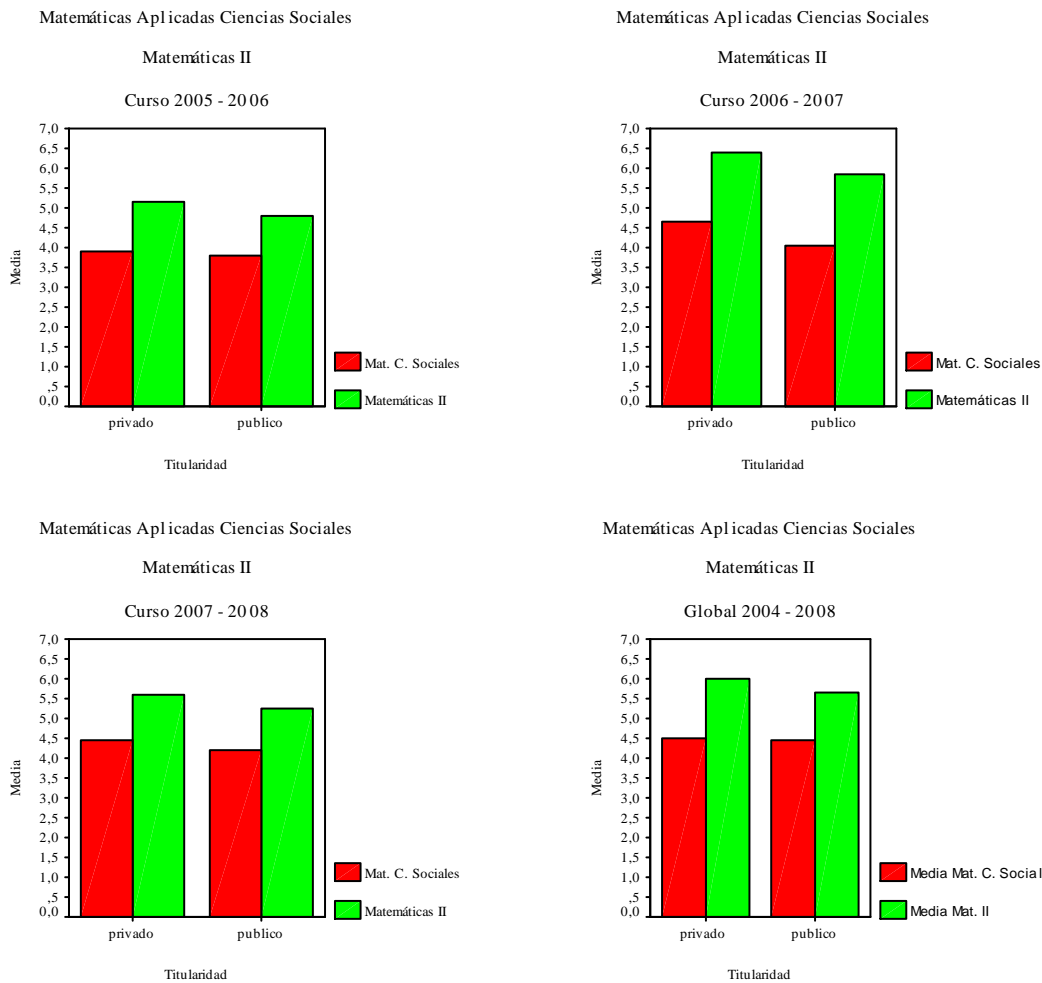 Matemáticas Aplicadas Ciencias Sociales
Matemáticas II
Curso 2005 - 2006
7,0
6,5
6,0
5,5
5,0
4,5
4,0
3,5
3,0
2,5
2,0
1,5
1,0
,5
0,0
Media
privado
publico
Titularidad
Mat. C. Sociales
Matemáticas II
Matemáticas Aplicadas Ciencias Sociales
Matemáticas II
Curso 2006 - 2007
7,0
6,5
6,0
5,5
5,0
4,5
4,0
3,5
3,0
2,5
2,0
1,5
1,0
,5
0,0
Media
privado
publico
Titularidad
Mat. C. Sociales
Matemáticas II
Matemáticas Aplicadas Ciencias Sociales
Matemáticas II
Curso 2007 - 2008
7,0
6,5
6,0
5,5
5,0
4,5
4,0
3,5
3,0
2,5
2,0
1,5
1,0
,5
0,0
Media
privado
publico
Titularidad
Mat. C. Sociales
Matemáticas II
Matemáticas Aplicadas Ciencias Sociales
Matemáticas II
Global 2004 - 2008
7,0
6,5
6,0
5,5
5,0
4,5
4,0
3,5
3,0
2,5
2,0
1,5
1,0
,5
0,0
Media
privado
publico
Titularidad
Media Mat. C. Social
Media Mat. II